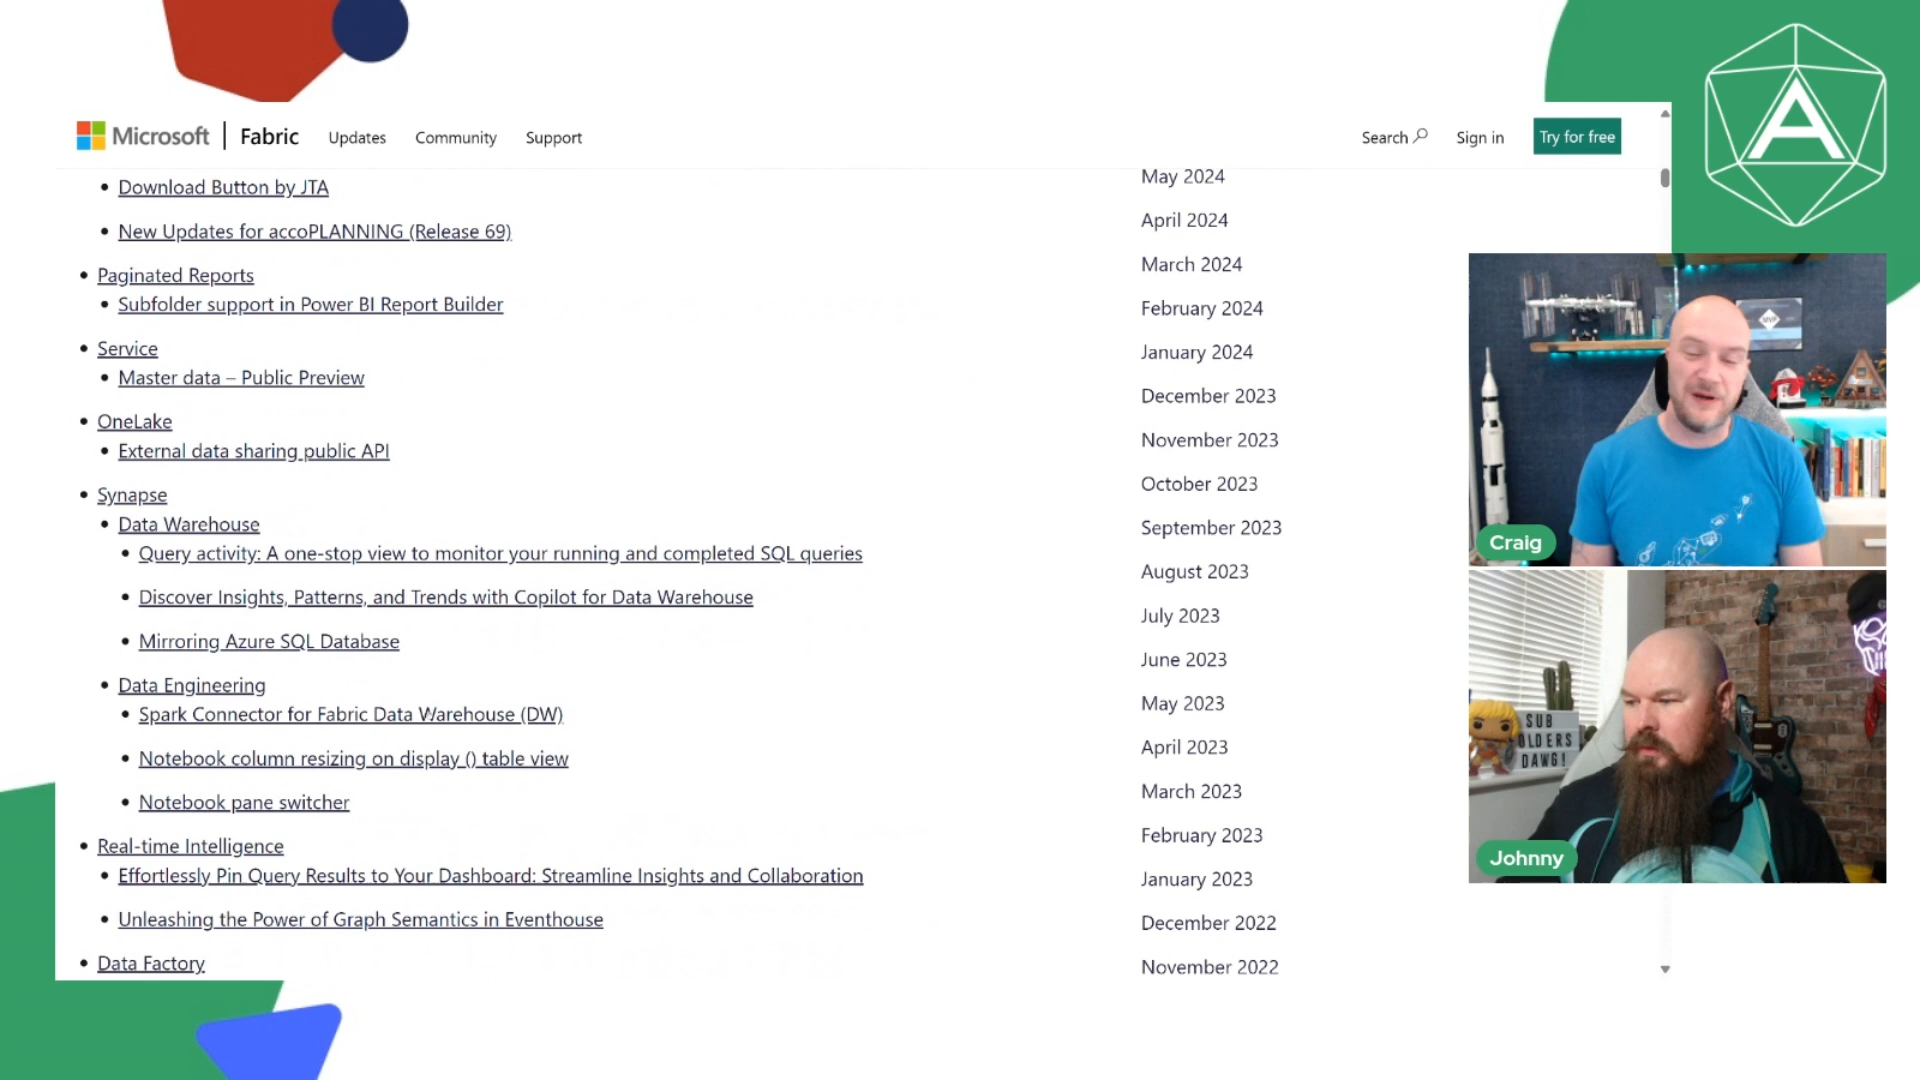 Microsoft | Fabric Updates Community Support Search Sign in Try for free
A
Download Button by JTA
New Updates for accoPLANNING (Release 69)
Paginated Reports
Subfolder support in Power BI Report Builder
Service
Master data – Public Preview
OneLake
External data sharing public API
Synapse
Data Warehouse
Query activity: A one-stop view to monitor your running and completed SQL queries
Discover Insights, Patterns, and Trends with Copilot for Data Warehouse
Mirroring Azure SQL Database
Data Engineering
Spark Connector for Fabric Data Warehouse (DW)
Notebook column resizing on display () table view
Notebook pane switcher
Real-time Intelligence
Effortlessly Pin Query Results to Your Dashboard: Streamline Insights and Collaboration
Unleashing the Power of Graph Semantics in Eventhouse
Data Factory
May 2024
April 2024
March 2024
February 2024
January 2024
December 2023
November 2023
October 2023
September 2023
August 2023
July 2023
June 2023
May 2023
April 2023
March 2023
February 2023
January 2023
December 2022
November 2022
Craig
SUB
OLDERS
DAWG!
Johnny